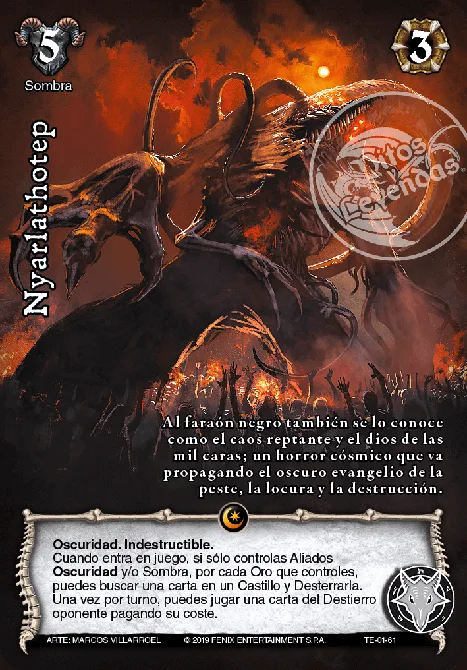 5
Sombra
3
Nyarlathotep
Mitos
y
Leyendas
Al faraón negro también se lo conoce
como el caos reptante y el dios de las
mil caras; un horror cósmico que va
propagando el oscuro evangelio de la
peste, la locura y la destrucción.
Oscuridad. Indestructible.
Cuando entra en juego, si sólo controlas Aliados
Oscuridad y/o Sombra, por cada Oro que controles,
puedes buscar una carta en un Castillo y Desterrarla.
Una vez por turno, puedes jugar una carta del Destierro
oponente pagando su coste.
ARTE: MARCOS VILLARROEL
© 2019 FENIX ENTERTAINMENT S.P.A.
TE-01-61